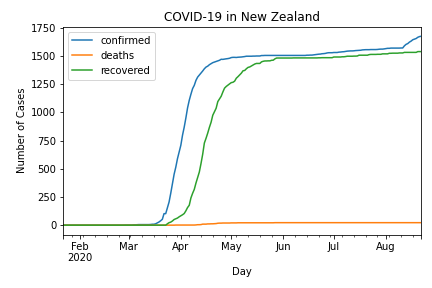 COVID-19 in New Zealand
1750
1500
1250
1000
750
500
250
0
Number of Cases
confirmed
deaths
recovered
Feb
2020
Mar
Apr
May
Jun
Jul
Aug
Day